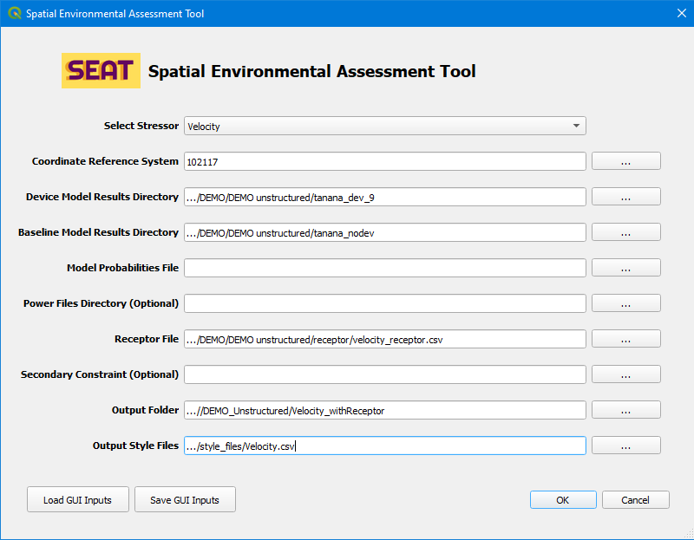 Spatial Environmental Assessment Tool
SEAT Spatial Environmental Assessment Tool
Select Stressor Velocity
Coordinate Reference System 102117 ...
Device Model Results Directory .../DEMO/DEMO unstructured/tanana_dev_9 ...
Baseline Model Results Directory .../DEMO/DEMO unstructured/tanana_nodev ...
Model Probabilities File ...
Power Files Directory (Optional) ...
Receptor File .../DEMO/DEMO unstructured/receptor/velocity_receptor.csv ...
Secondary Constraint (Optional) ...
Output Folder ...//DEMO_Unstructured/Velocity_withReceptor ...
Output Style Files .../style_files/Velocity.csv ...
Load GUI Inputs Save GUI Inputs OK Cancel